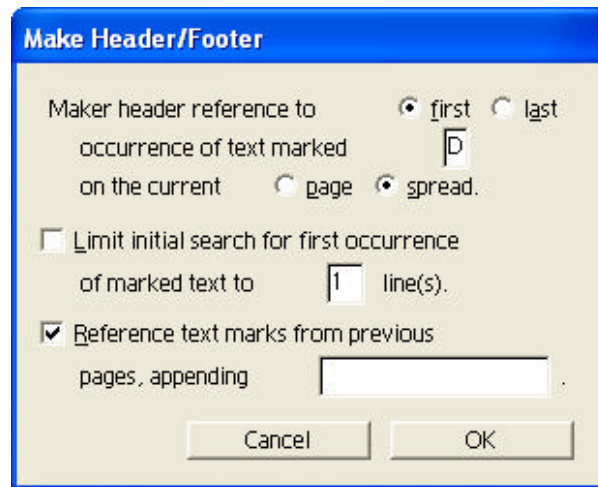 Make Header/Footer
Maker header reference to first last
occurrence of text marked D
on the current page spread.
Limit initial search for first occurrence
of marked text to 1 line(s).
Reference text marks from previous
pages, appending .
Cancel OK